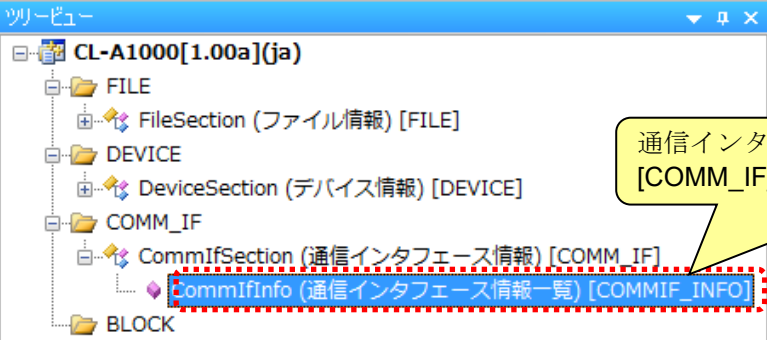 ツリービュー
CL-A1000[1.00a](ja)
FILE
FileSection (ファイル情報) [FILE]
DEVICE
DeviceSection (デバイス情報) [DEVICE]
COMM_IF
CommIfSection (通信インタフェース情報) [COMM_IF]
CommIfInfo (通信インタフェース情報一覧) [COMMIF_INFO]
BLOCK
通信インタ
[COMM_IF